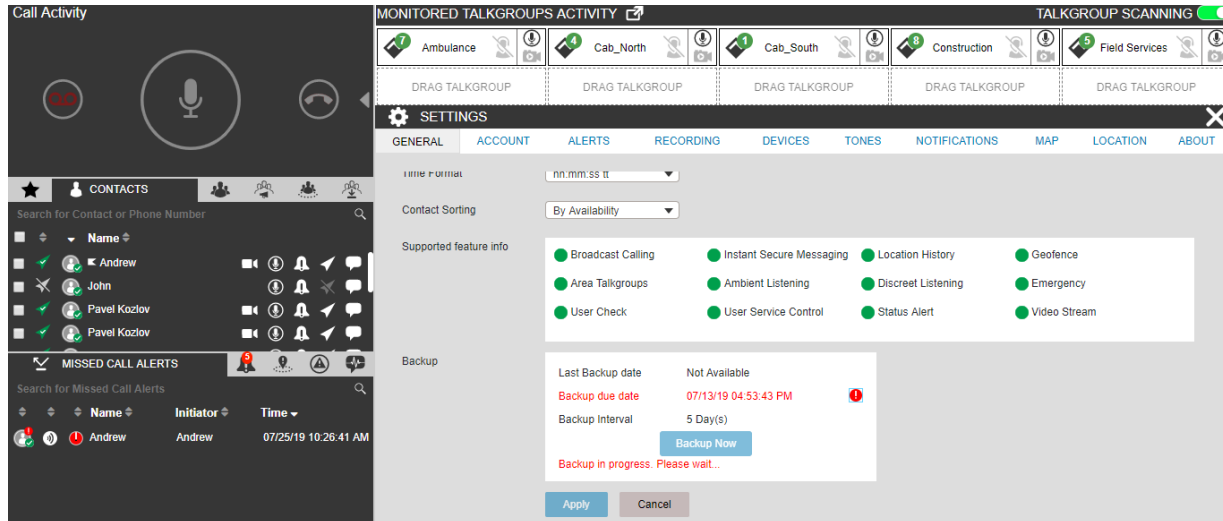 Call Activity
MONITORED TALKGROUPS ACTIVITY
TALKGROUP SCANNING
7 Ambulance
4 Cab_North
1 Cab_South
8 Construction
5 Field Services
DRAG TALKGROUP DRAG TALKGROUP DRAG TALKGROUP DRAG TALKGROUP DRAG TALKGROUP
SETTINGS
GENERAL ACCOUNT ALERTS RECORDING DEVICES TONES NOTIFICATIONS MAP LOCATION ABOUT
CONTACTS
Search for Contact or Phone Number
Name
Andrew
John
Pavel Kozlov
Pavel Kozlov
MISSED CALL ALERTS
5
Search for Missed Call Alerts
Name Initiator Time
Andrew Andrew 07/25/19 10:26:41 AM
Time Format hh:mm:ss tt
Contact Sorting By Availability
Supported feature info
Broadcast Calling Instant Secure Messaging Location History Geofence
Area Talkgroups Ambient Listening Discreet Listening Emergency
User Check User Service Control Status Alert Video Stream
Backup
Last Backup date Not Available
Backup due date 07/13/19 04:53:43 PM
Backup Interval 5 Day(s)
Backup Now
Backup in progress. Please wait...
Apply Cancel